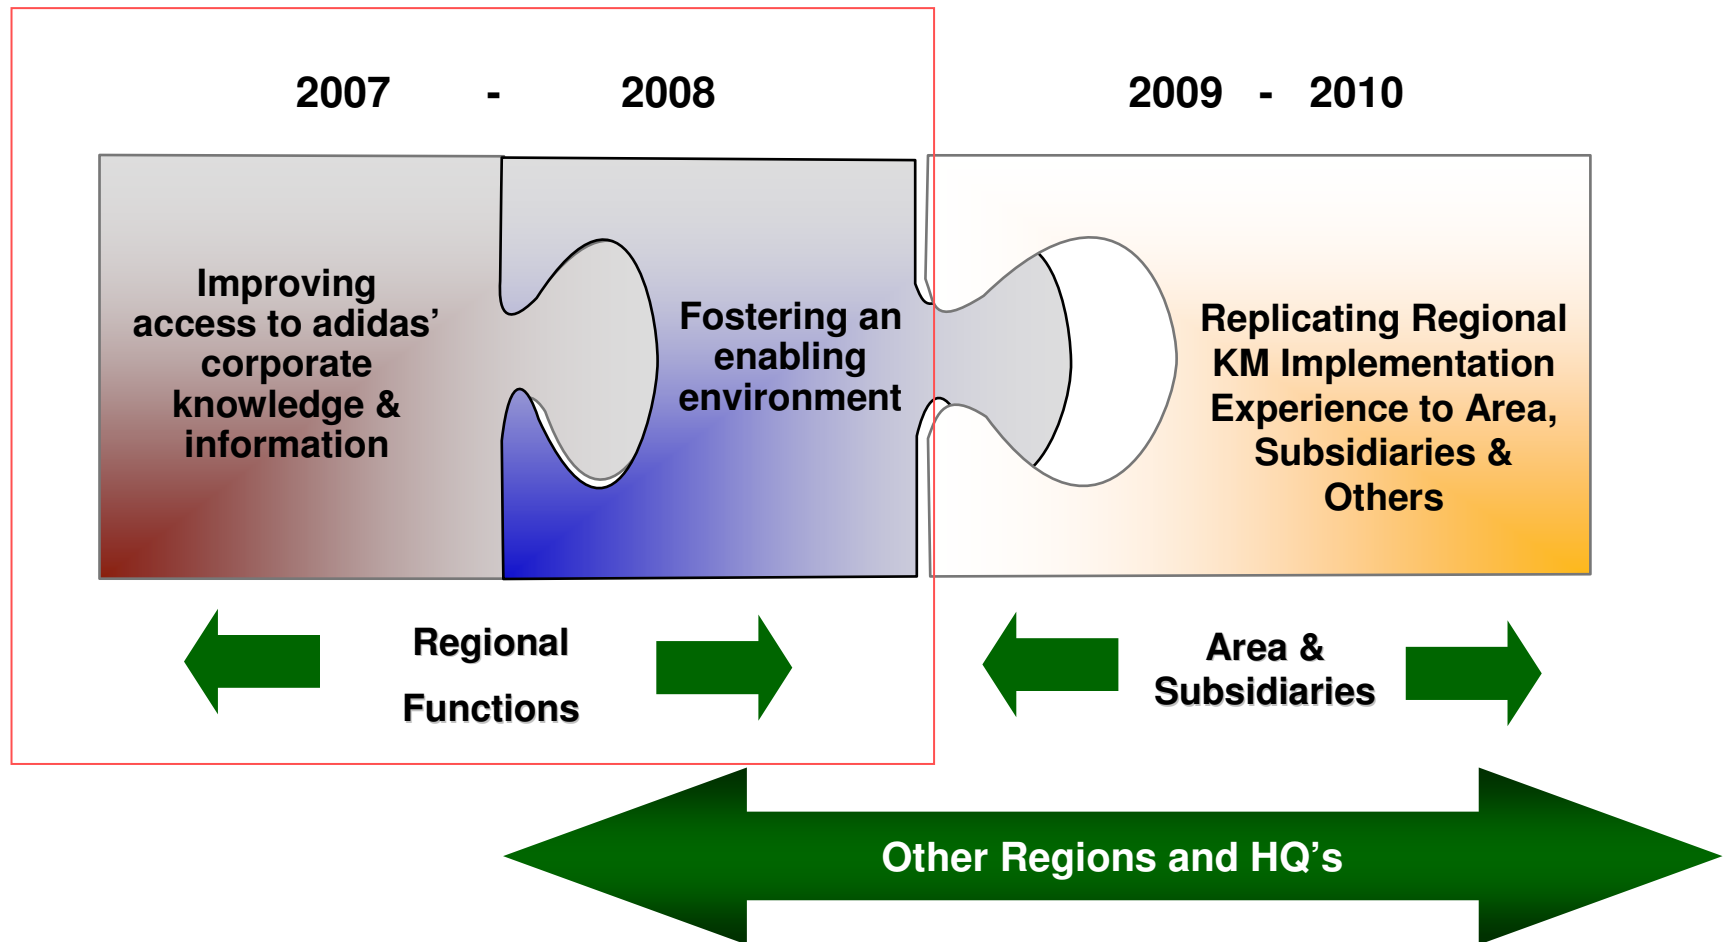 2007 - 2008
2009 - 2010
Improving
access to adidas’
corporate
knowledge &
information
Fostering an
enabling
environment
Replicating Regional
KM Implementation
Experience to Area,
Subsidiaries &
Others
Regional
Functions
Area &
Subsidiaries
Other Regions and HQ’s